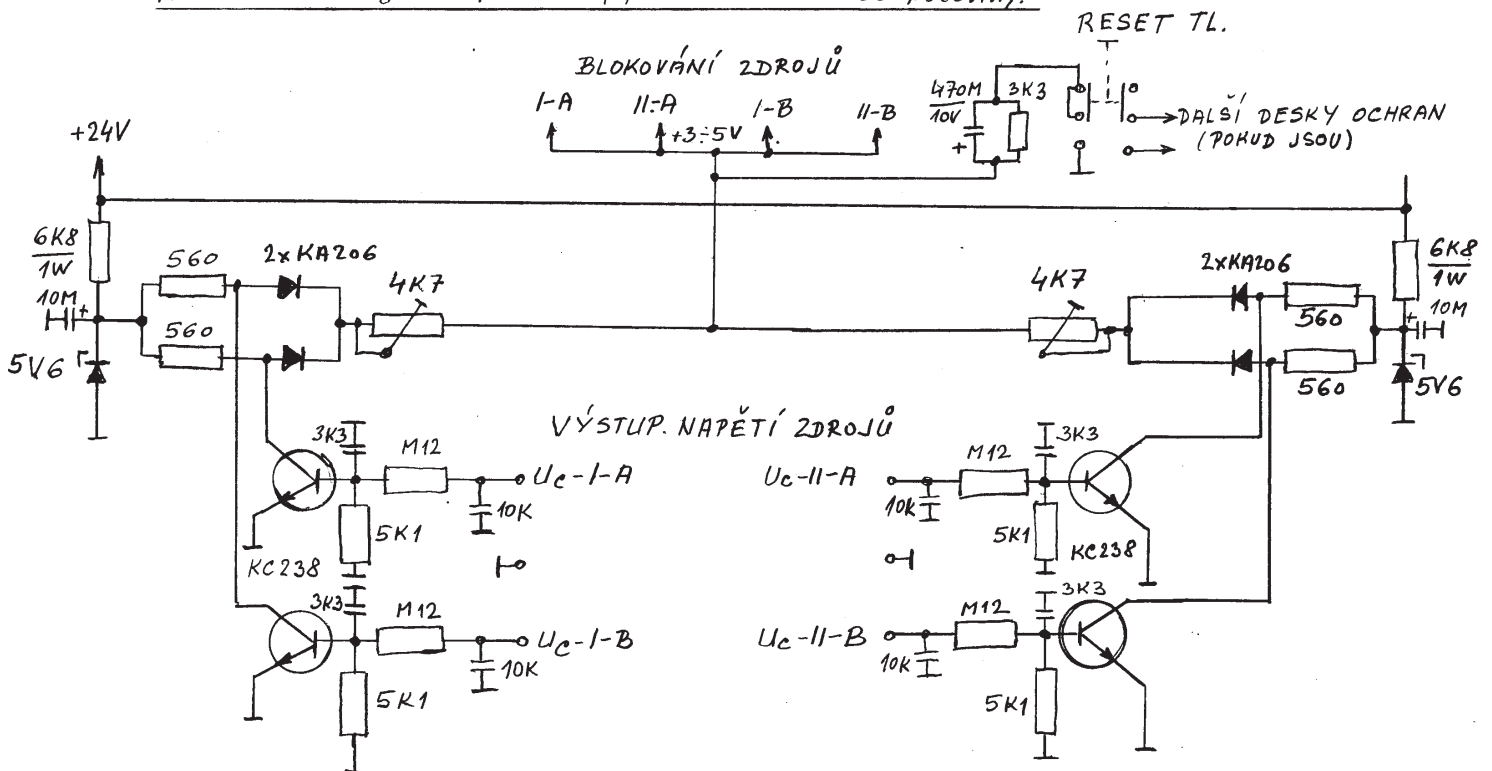 RESET TL.
BLOKOVÁNÍ ZDROJŮ
I-A II-A I-B II-B
+3÷5V
470M
10V
3K3
DALŠÍ DESKY OCHRAN
(POKUD JSOU)
+24V
6K8
1W
560
2xKA206
4K7
10M
+
560
5V6
4K7
2xKA206
6K8
1W
560
+
10M
560
5V6
VÝSTUP. NAPĚTÍ ZDROJŮ
3K3
M12
Uc-I-A
10K
5K1
KC238
3K3
M12
Uc-I-B
10K
5K1
Uc-II-A
M12
3K3
10K
5K1
KC238
3K3
Uc-II-B
M12
10K
5K1